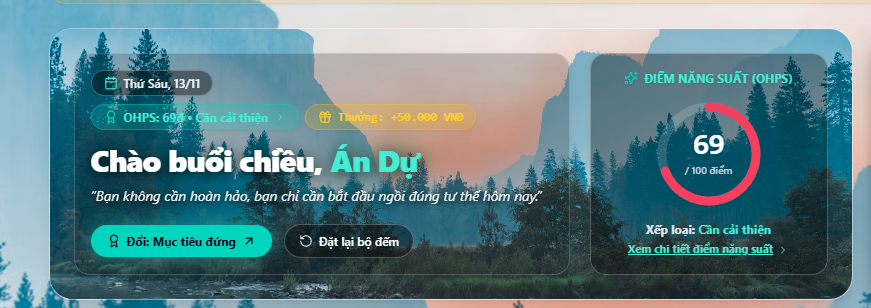 Thứ Sáu, 13/11
OHPS: 69đ • Cần cải thiện
Thưởng: +50.000 VNĐ
Chào buổi chiều, Án Dự
“Bạn không cần hoàn hảo, bạn chỉ cần bắt đầu ngồi đúng tư thế hôm nay.”
Đổi: Mục tiêu đứng
Đặt lại bộ đếm
ĐIỂM NĂNG SUẤT (OHPS)
69
/ 100 điểm
Xếp loại: Cần cải thiện
Xem chi tiết điểm năng suất